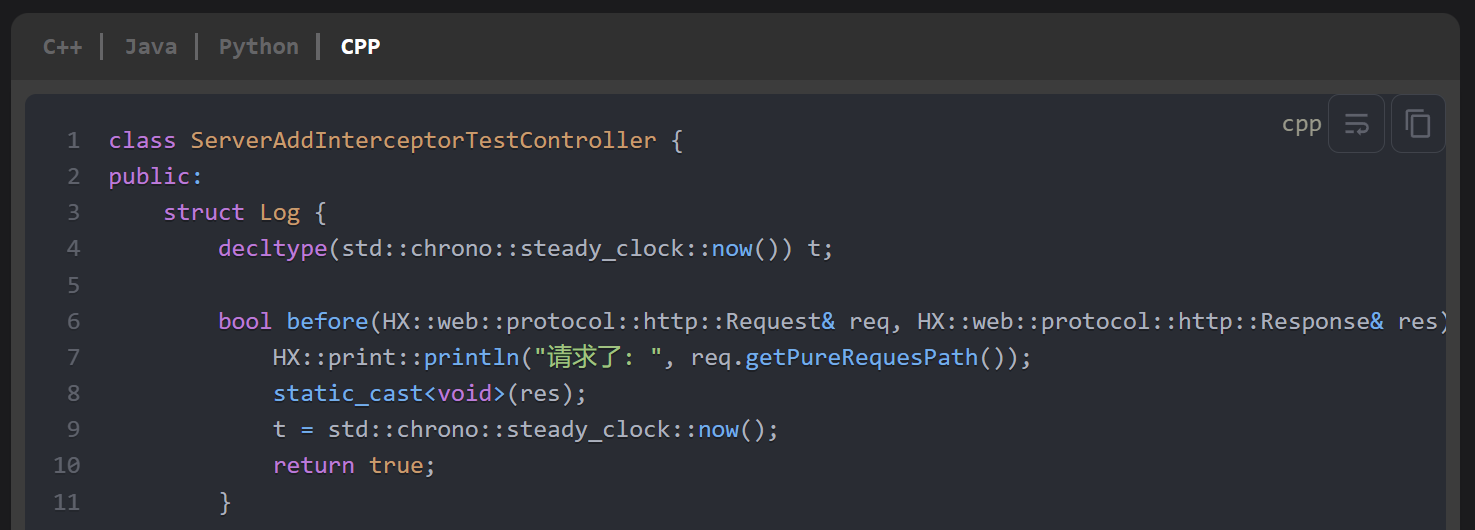 C++ | Java | Python | CPP
cpp
1 class ServerAddInterceptorTestController {
2 public:
3     struct Log {
4         decltype(std::chrono::steady_clock::now()) t;
5
6         bool before(HX::web::protocol::http::Request& req, HX::web::protocol::http::Response& res)
7             HX::print::println("请求了: ", req.getPureRequesPath());
8             static_cast<void>(res);
9             t = std::chrono::steady_clock::now();
10             return true;
11         }